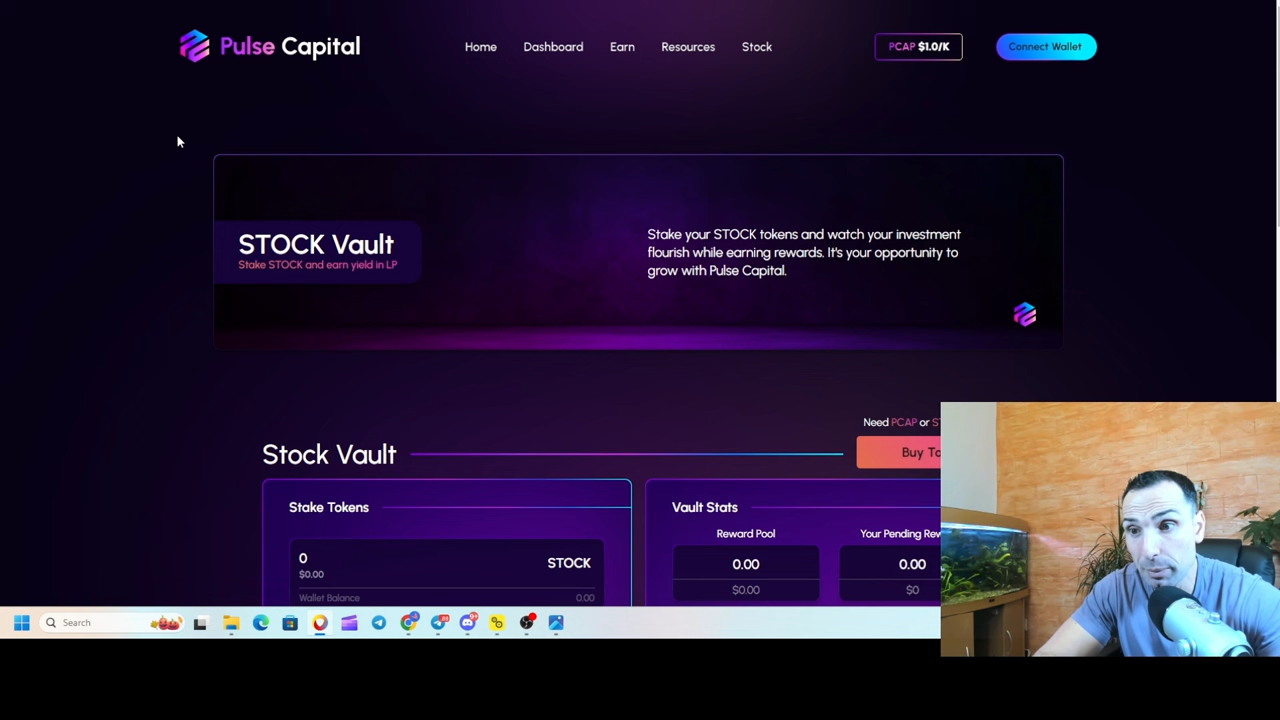 Pulse Capital
Home
Dashboard
Earn
Resources
Stock
PCAP $1.0/K
Connect Wallet
STOCK Vault
Stake STOCK and earn yield in LP
Stake your STOCK tokens and watch your investment
flourish while earning rewards. It's your opportunity to
grow with Pulse Capital.
Need PCAP or
Stock Vault
Buy
Stake Tokens
0
$0.00
STOCK
Wallet Balance
0.00
Vault Stats
Reward Pool
0.00
$0.00
Your Pending
0.00
$0
Search